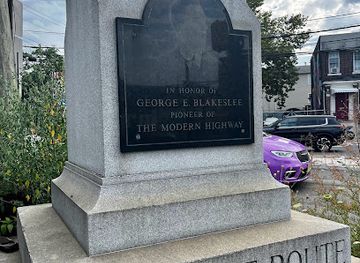 IN HONOR OF
GEORGE E. BLAKESLEE
PIONEER OF
THE MODERN HIGHWAY
ROUTE